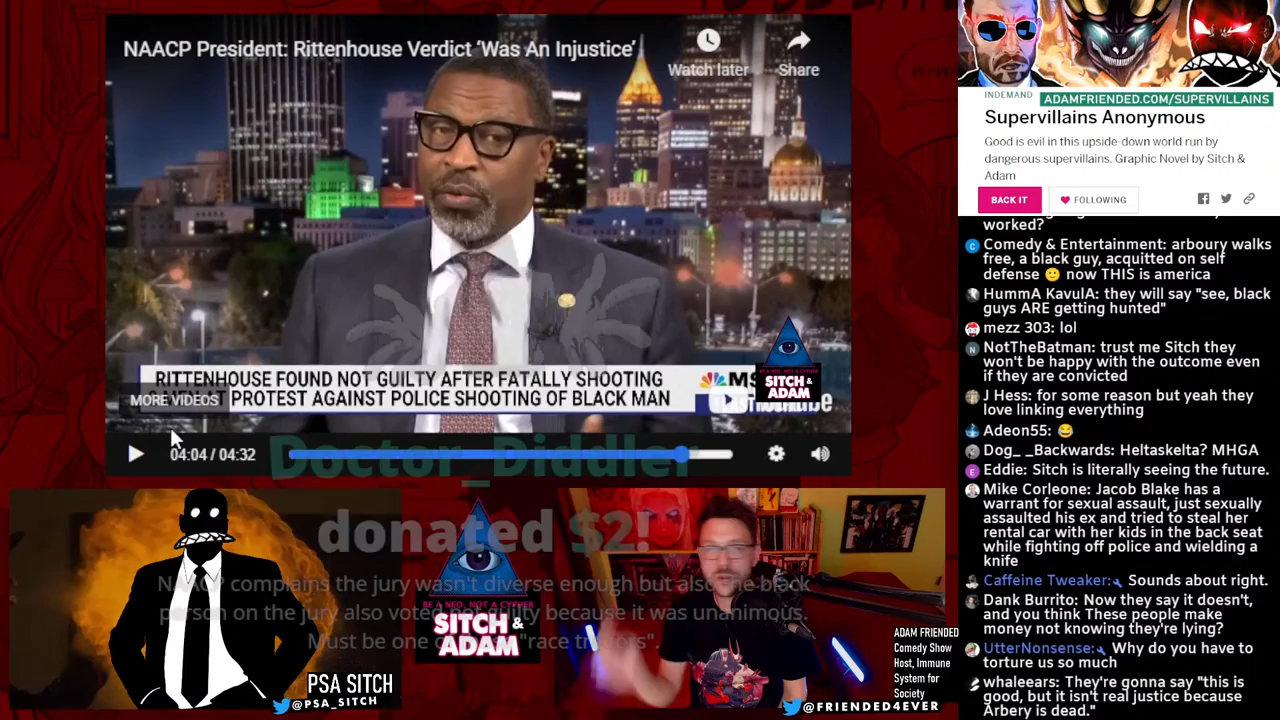 NAACP President: Rittenhouse Verdict ‘Was An Injustice’
Watch later
Share
RITTENHOUSE FOUND NOT GUILTY AFTER FATALLY SHOOTING
PROTEST AGAINST POLICE SHOOTING OF BLACK MAN
MORE VIDEOS
SITCH &
ADAM
04:04 / 04:32
Doctor_Diddler
donated $2!
NAACP complains the jury wasn't diverse enough but also the black
person on the jury also voted not guilty because it was unanimous.
Must be one of "race traitors".
BE A NEO, NOT A CYPHER
SITCH &
ADAM
PSA SITCH
@PSA_SITCH
ADAM FRIENDED
Comedy Show
Host, Immune
System for
Society
@FRIENDED4EVER
INDEMAND
ADAMFRIENDED.COM/SUPERVILLAINS
Supervillains Anonymous
Good is evil in this upside-down world run by
dangerous supervillains. Graphic Novel by Sitch &
Adam
BACK IT
FOLLOWING
worked?
Comedy & Entertainment: arboury walks
free, a black guy, acquitted on self
defense 🙂 now THIS is america
HummA KavulA: they will say "see, black
guys ARE getting hunted"
mezz 303: lol
NotTheBatman: trust me Sitch they
won't be happy with the outcome even
if they are convicted
J Hess: for some reason but yeah they
love linking everything
Adeon55: 😂
Dog_ _Backwards: Heltaskelta? MHGA
Eddie: Sitch is literally seeing the future.
Mike Corleone: Jacob Blake has a
warrant for sexual assault, just sexually
assaulted his ex and tried to steal her
rental car with her kids in the back seat
while fighting off police and wielding a
knife
Caffeine Tweaker: Sounds about right.
Dank Burrito: Now they say it doesn't,
and you think These people make
money not knowing they're lying?
UtterNonsense: Why do you have to
torture us so much
whaleears: They're gonna say "this is
good, but it isn't real justice because
Arbery is dead."